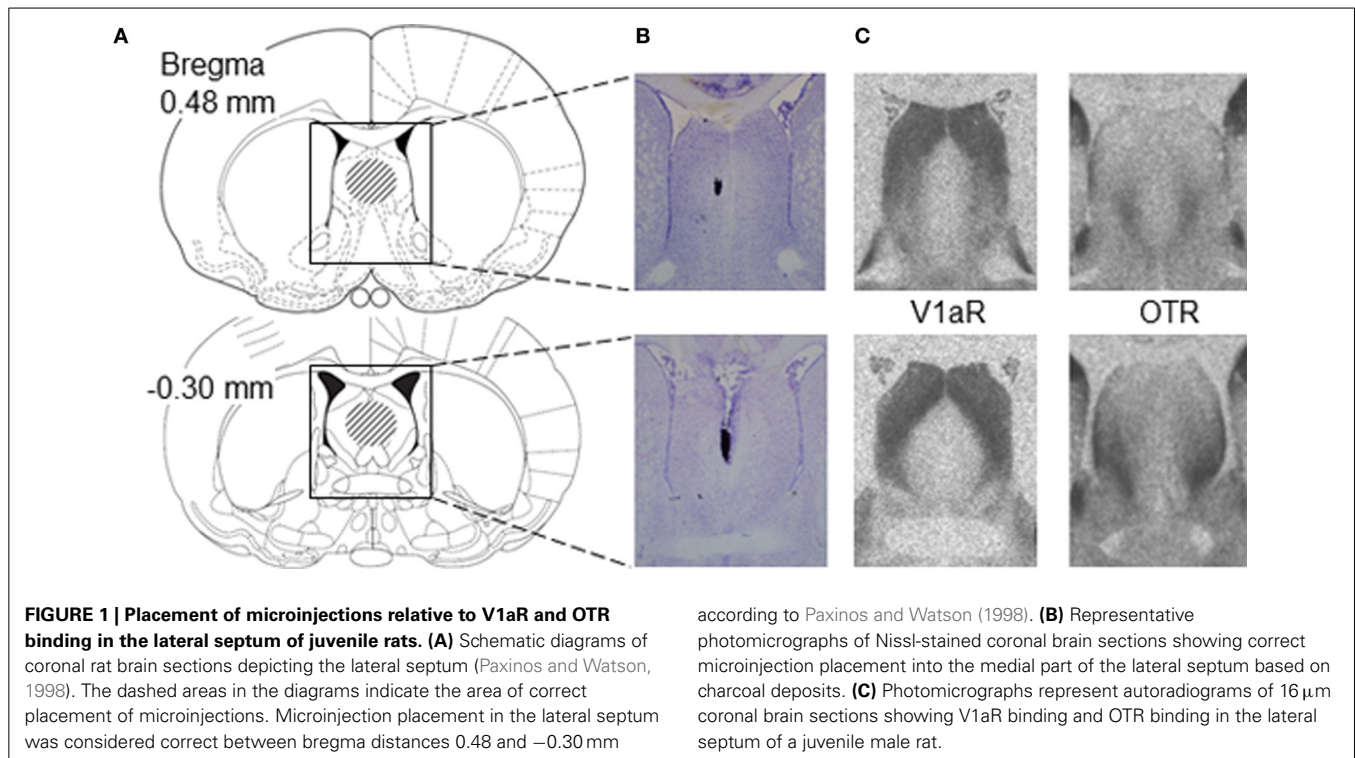 A
B
C
Bregma
0.48 mm
V1aR
OTR
-0.30 mm
FIGURE 1 | Placement of microinjections relative to V1aR and OTR
binding in the lateral septum of juvenile rats. (A) Schematic diagrams of
coronal rat brain sections depicting the lateral septum (Paxinos and Watson,
1998). The dashed areas in the diagrams indicate the area of correct
placement of microinjections. Microinjection placement in the lateral septum
was considered correct between bregma distances 0.48 and −0.30 mm
according to Paxinos and Watson (1998). (B) Representative
photomicrographs of Nissl-stained coronal brain sections showing correct
microinjection placement into the medial part of the lateral septum based on
charcoal deposits. (C) Photomicrographs represent autoradiograms of 16 μm
coronal brain sections showing V1aR binding and OTR binding in the lateral
septum of a juvenile male rat.